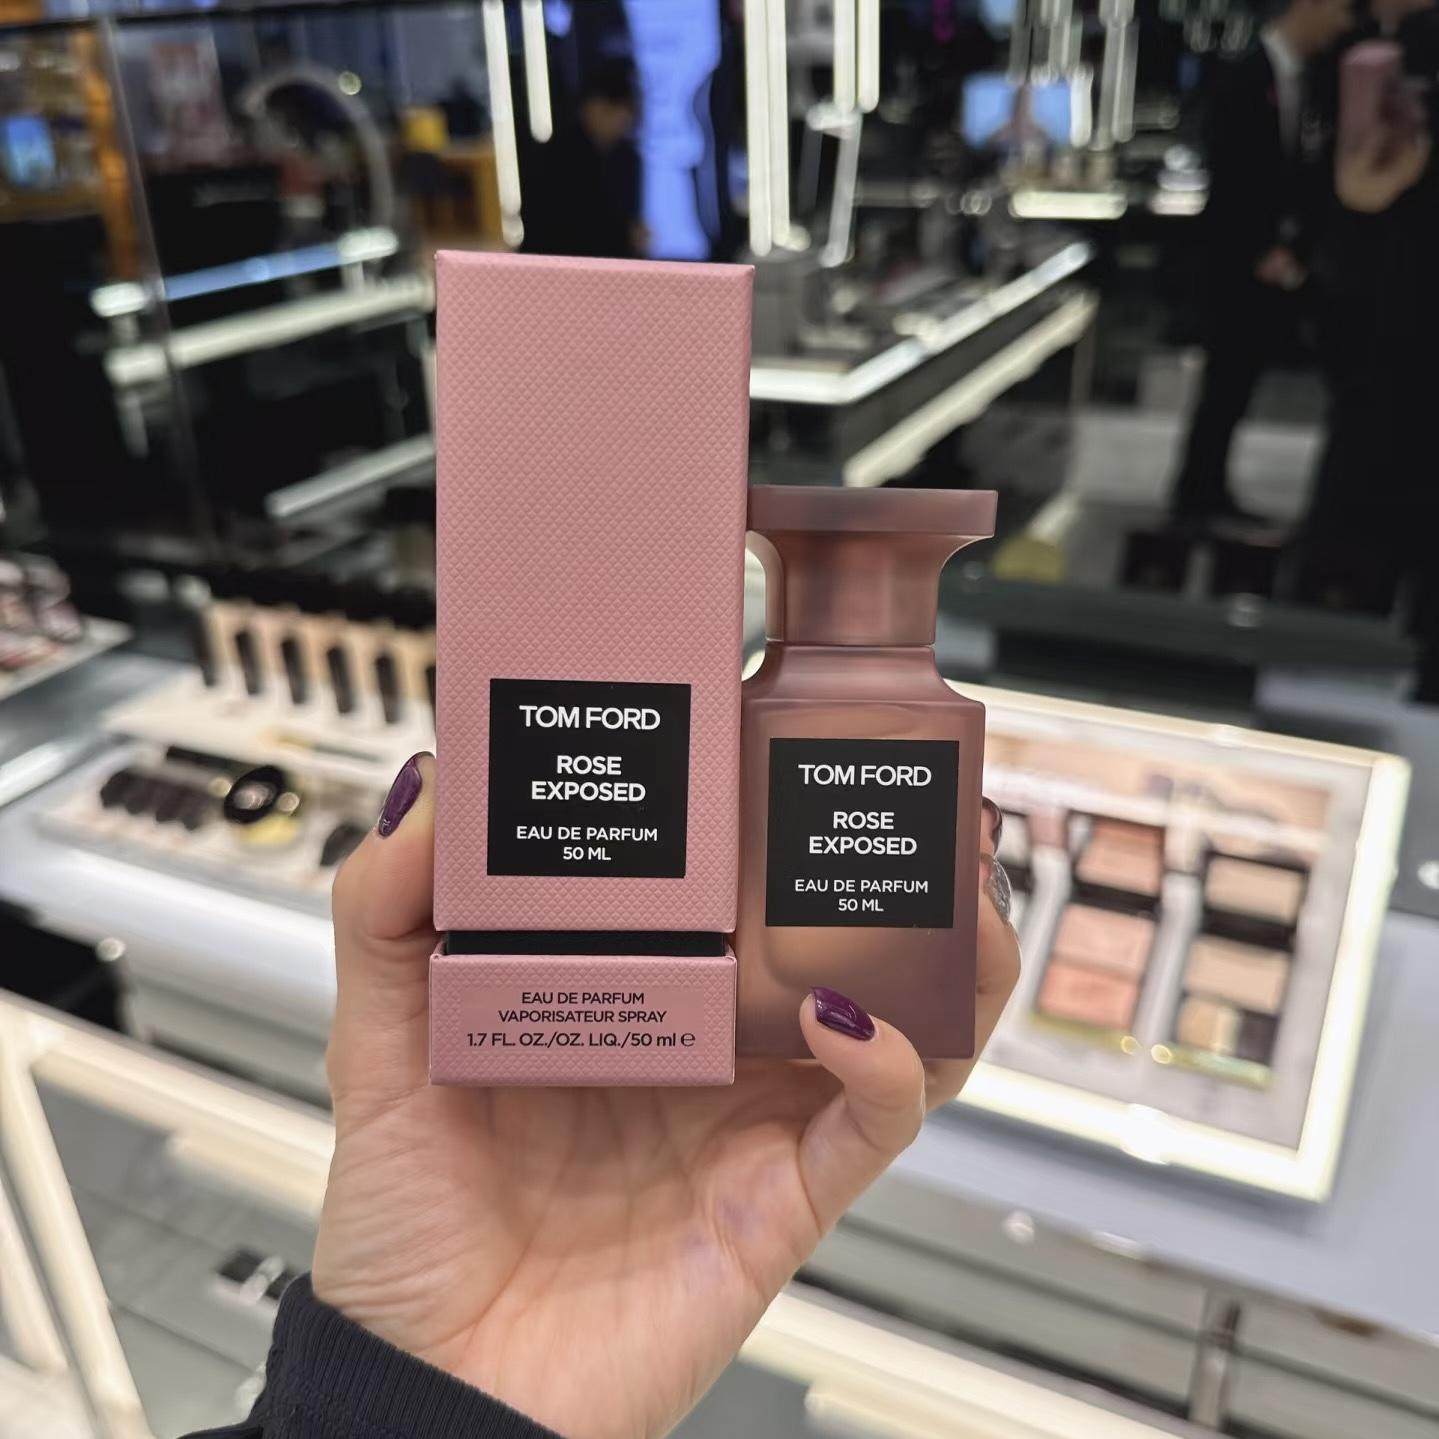 TOM FORD
ROSE
EXPOSED
EAU DE PARFUM
50 ML
EAU DE PARFUM
VAPORISATEUR SPRAY
1.7 FL. OZ./OZ. LIQ./50 ml ℮
TOM FORD
ROSE
EXPOSED
EAU DE PARFUM
50 ML